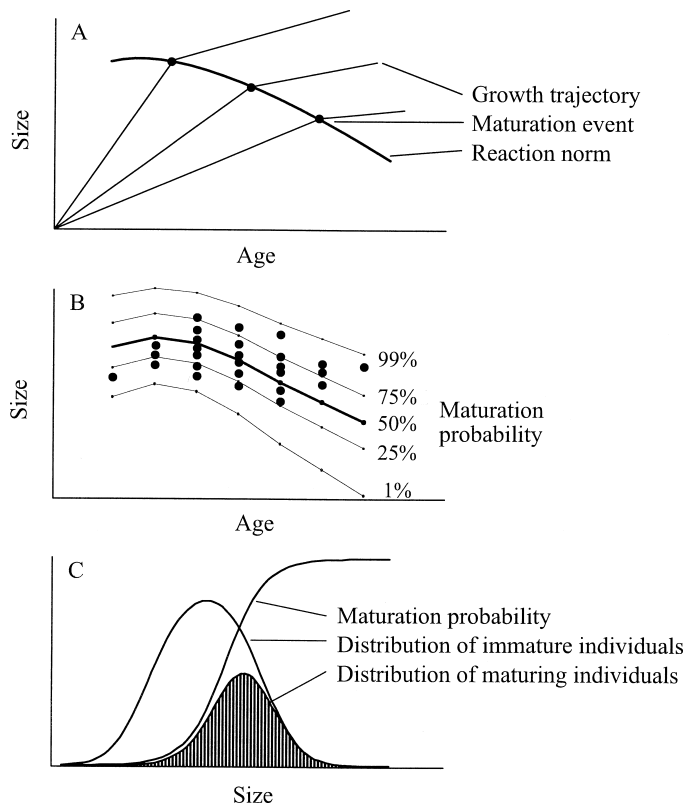 A
Size
Growth trajectory
Maturation event
Reaction norm
Age
B
Size
99%
75%
50%
25%
1%
Maturation
probability
Age
C
Maturation probability
Distribution of immature individuals
Distribution of maturing individuals
Size